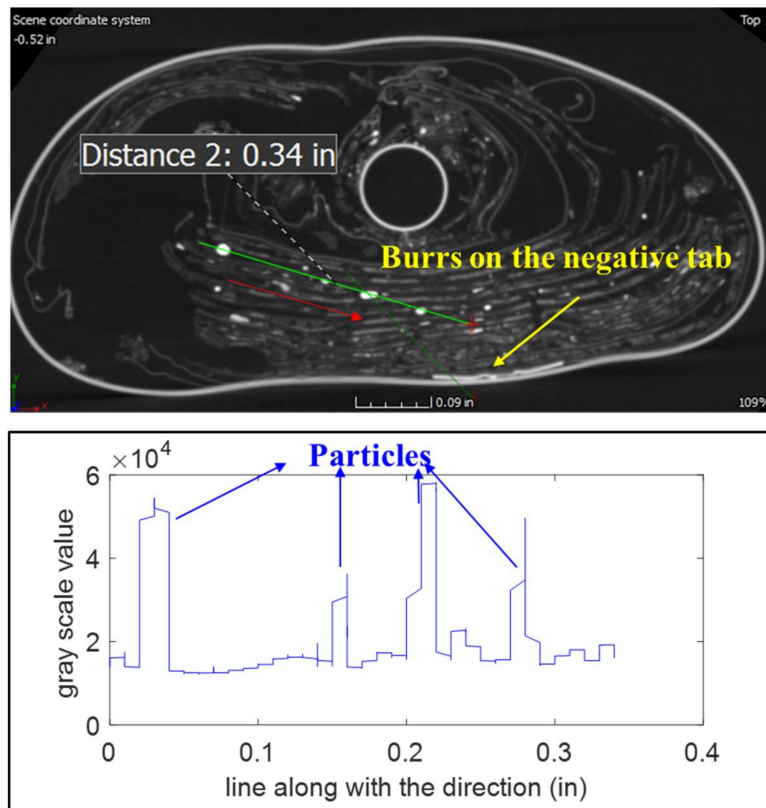 Scene coordinate system
Top
-0.52 in
Distance 2: 0.34 in
Burrs on the negative tab
y
x
0.09 in
109%
Particles
×10⁴
6
4
2
0
gray scale value
0
0.1
0.2
0.3
0.4
line along with the direction (in)